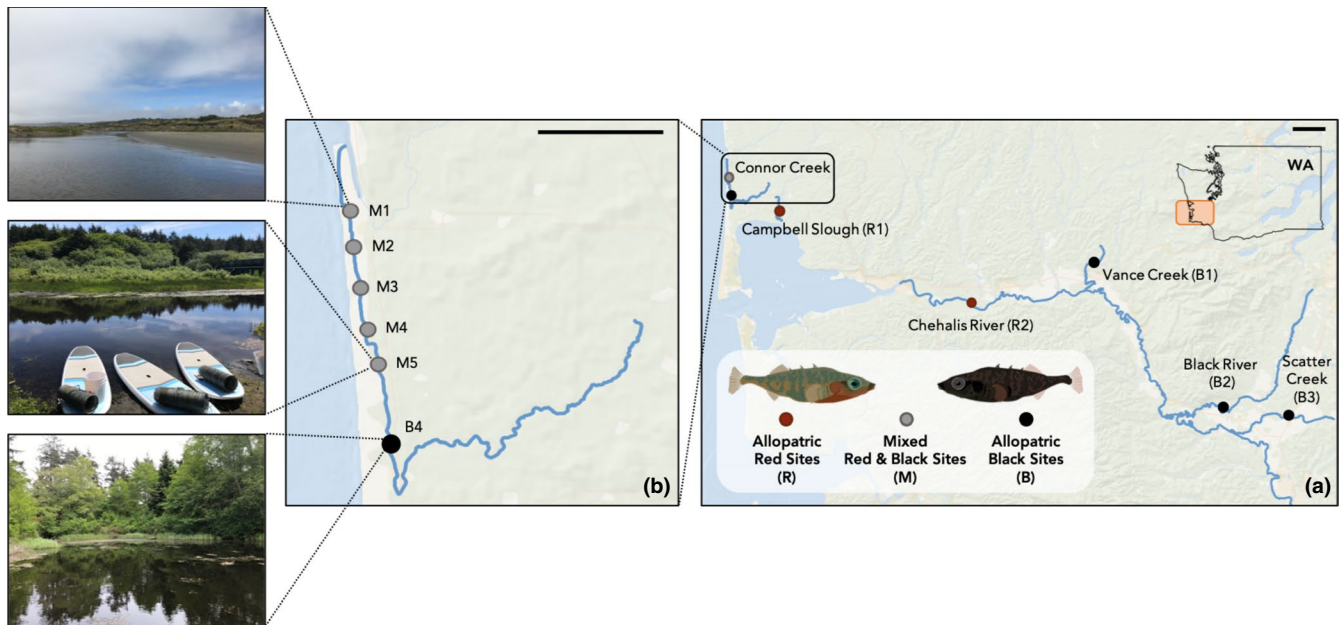 M1
M2
M3
M4
M5
B4
(b)
Connor Creek
Campbell Slough (R1)
WA
Vance Creek (B1)
Chehalis River (R2)
Black River
(B2)
Scatter
Creek
(B3)
Allopatric
Red Sites
(R)
Mixed
Red & Black Sites
(M)
Allopatric
Black Sites
(B)
(a)